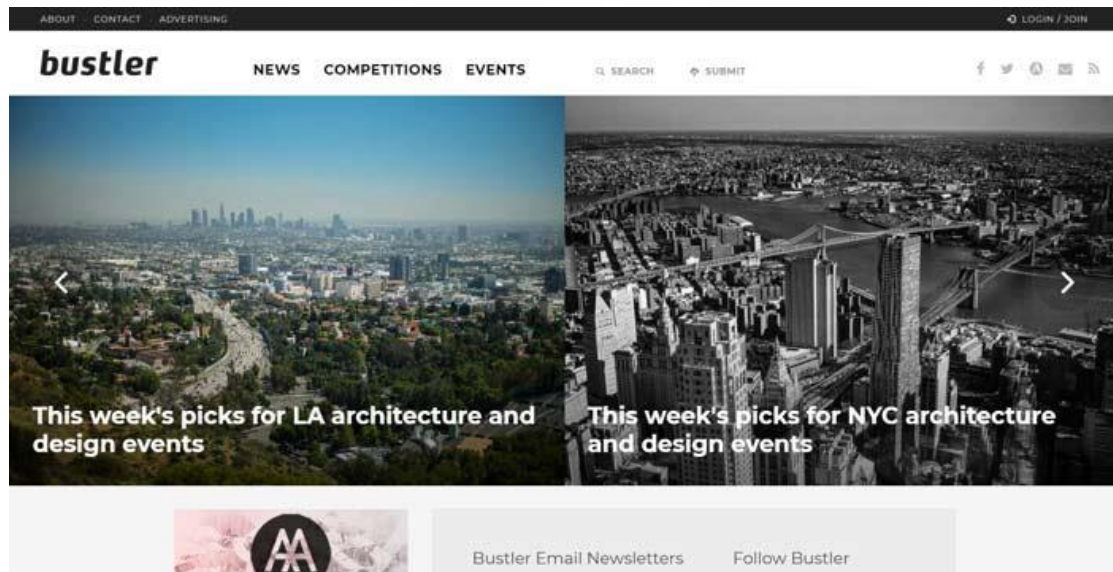 ABOUT CONTACT ADVERTISING
LOGIN / JOIN
bustler
NEWS COMPETITIONS EVENTS
SEARCH SUBMIT
This week's picks for LA architecture and
design events
This week's picks for NYC architecture
and design events
AA
Bustler Email Newsletters
Follow Bustler